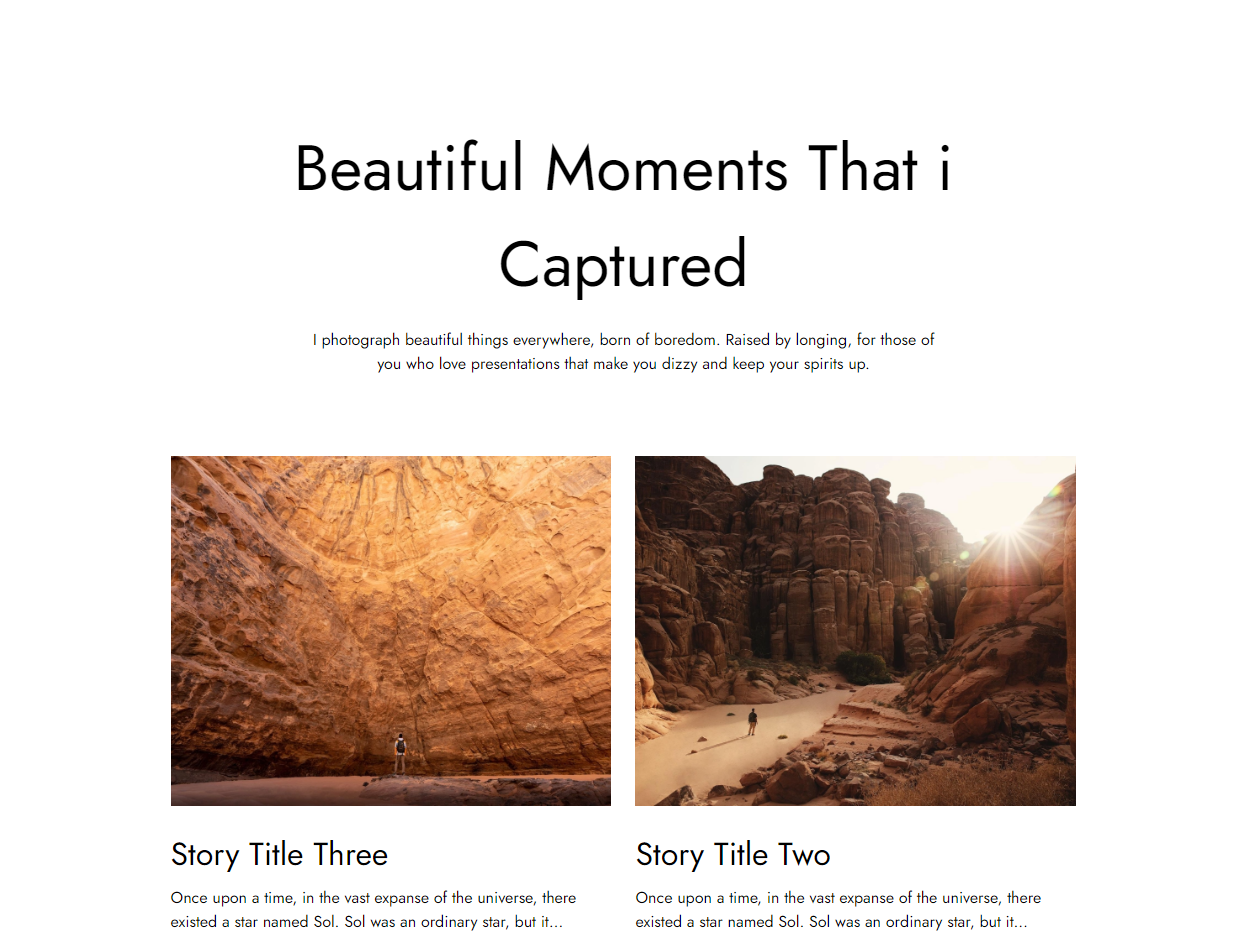 Beautiful Moments That i
Captured
I photograph beautiful things everywhere, born of boredom. Raised by longing, for those of
you who love presentations that make you dizzy and keep your spirits up.
Story Title Three
Once upon a time, in the vast expanse of the universe, there
existed a star named Sol. Sol was an ordinary star, but it...
Story Title Two
Once upon a time, in the vast expanse of the universe, there
existed a star named Sol. Sol was an ordinary star, but it...